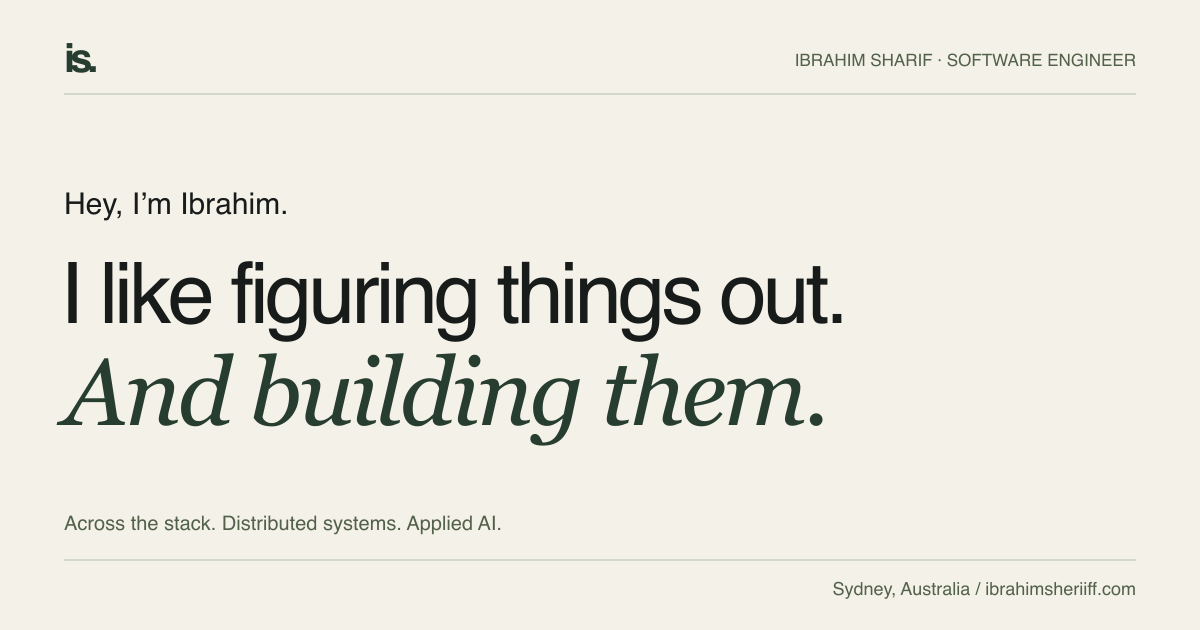 is.
IBRAHIM SHARIF · SOFTWARE ENGINEER
Hey, I’m Ibrahim.
I like figuring things out.
And building them.
Across the stack. Distributed systems. Applied AI.
Sydney, Australia / ibrahimsheriiff.com